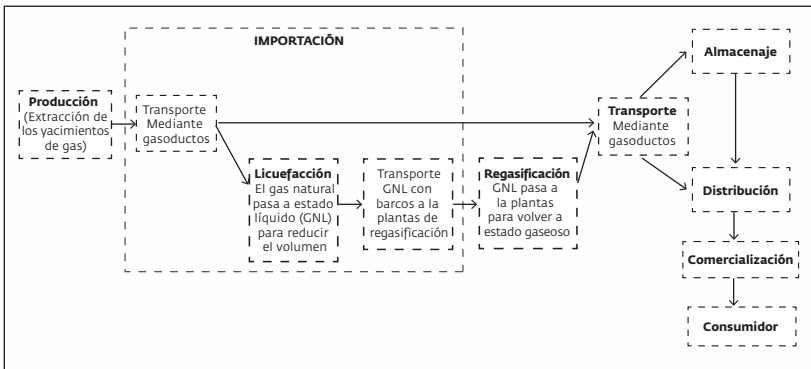 IMPORTACIÓN
Producción
(Extracción de
los yacimientos
de gas)
Transporte
Mediante
gasoductos
Licuefacción
El gas natural
pasa a estado
líquido (GNL)
para reducir
el volumen
Transporte
GNL con
barcos a la
plantas de
regasificación
Regasificación
GNL pasa a
la plantas
para volver a
estado gaseoso
Transporte
Mediante
gasoductos
Almacenaje
Distribución
Comercialización
Consumidor